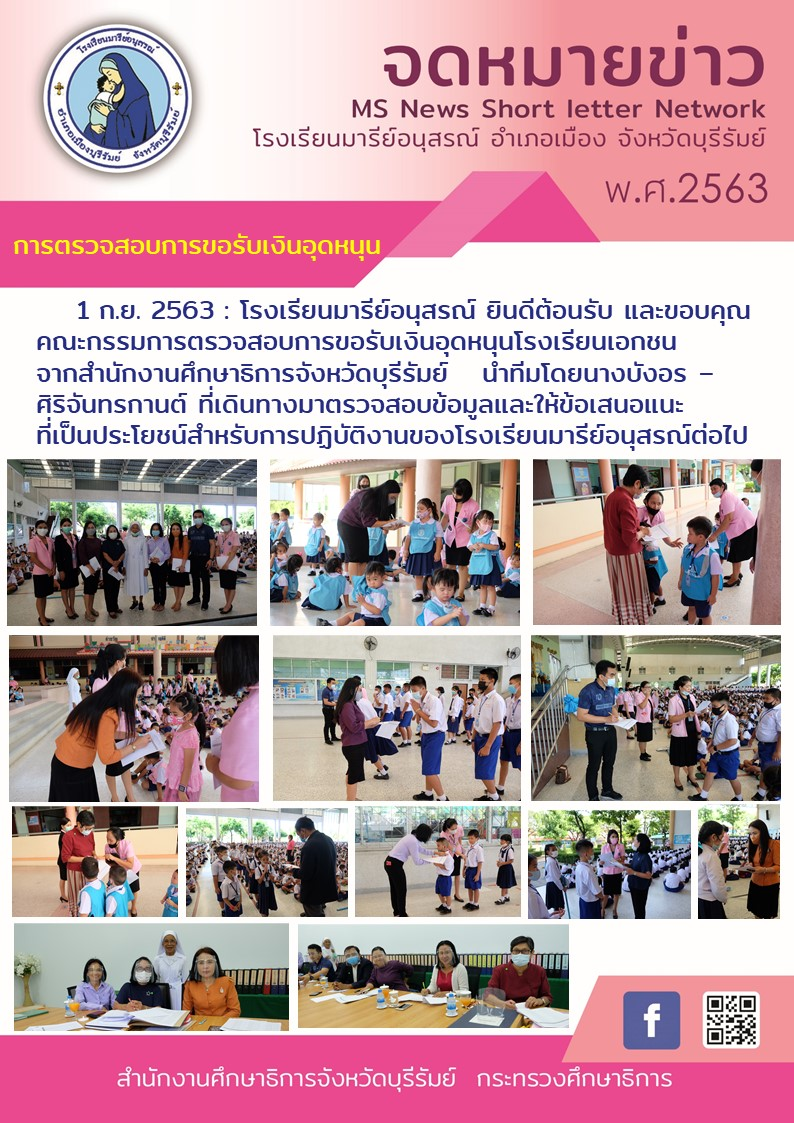 โรงเรียนมารีย์อนุสรณ์
อำเภอเมืองบุรีรัมย์ จังหวัดบุรีรัมย์
จดหมายข่าว
MS News Short letter Network
โรงเรียนมารีย์อนุสรณ์ อำเภอเมือง จังหวัดบุรีรัมย์
พ.ศ.2563
การตรวจสอบการขอรับเงินอุดหนุน
1 ก.ย. 2563 : โรงเรียนมารีย์อนุสรณ์ ยินดีต้อนรับ และขอบคุณ
คณะกรรมการตรวจสอบการขอรับเงินอุดหนุนโรงเรียนเอกชน
จากสำนักงานศึกษาธิการจังหวัดบุรีรัมย์ นำทีมโดยนางบังอร –
ศิริจันทรกานต์ ที่เดินทางมาตรวจสอบข้อมูลและให้ข้อเสนอแนะ
ที่เป็นประโยชน์สำหรับการปฏิบัติงานของโรงเรียนมารีย์อนุสรณ์ต่อไป
f
สำนักงานศึกษาธิการจังหวัดบุรีรัมย์ กระทรวงศึกษาธิการ